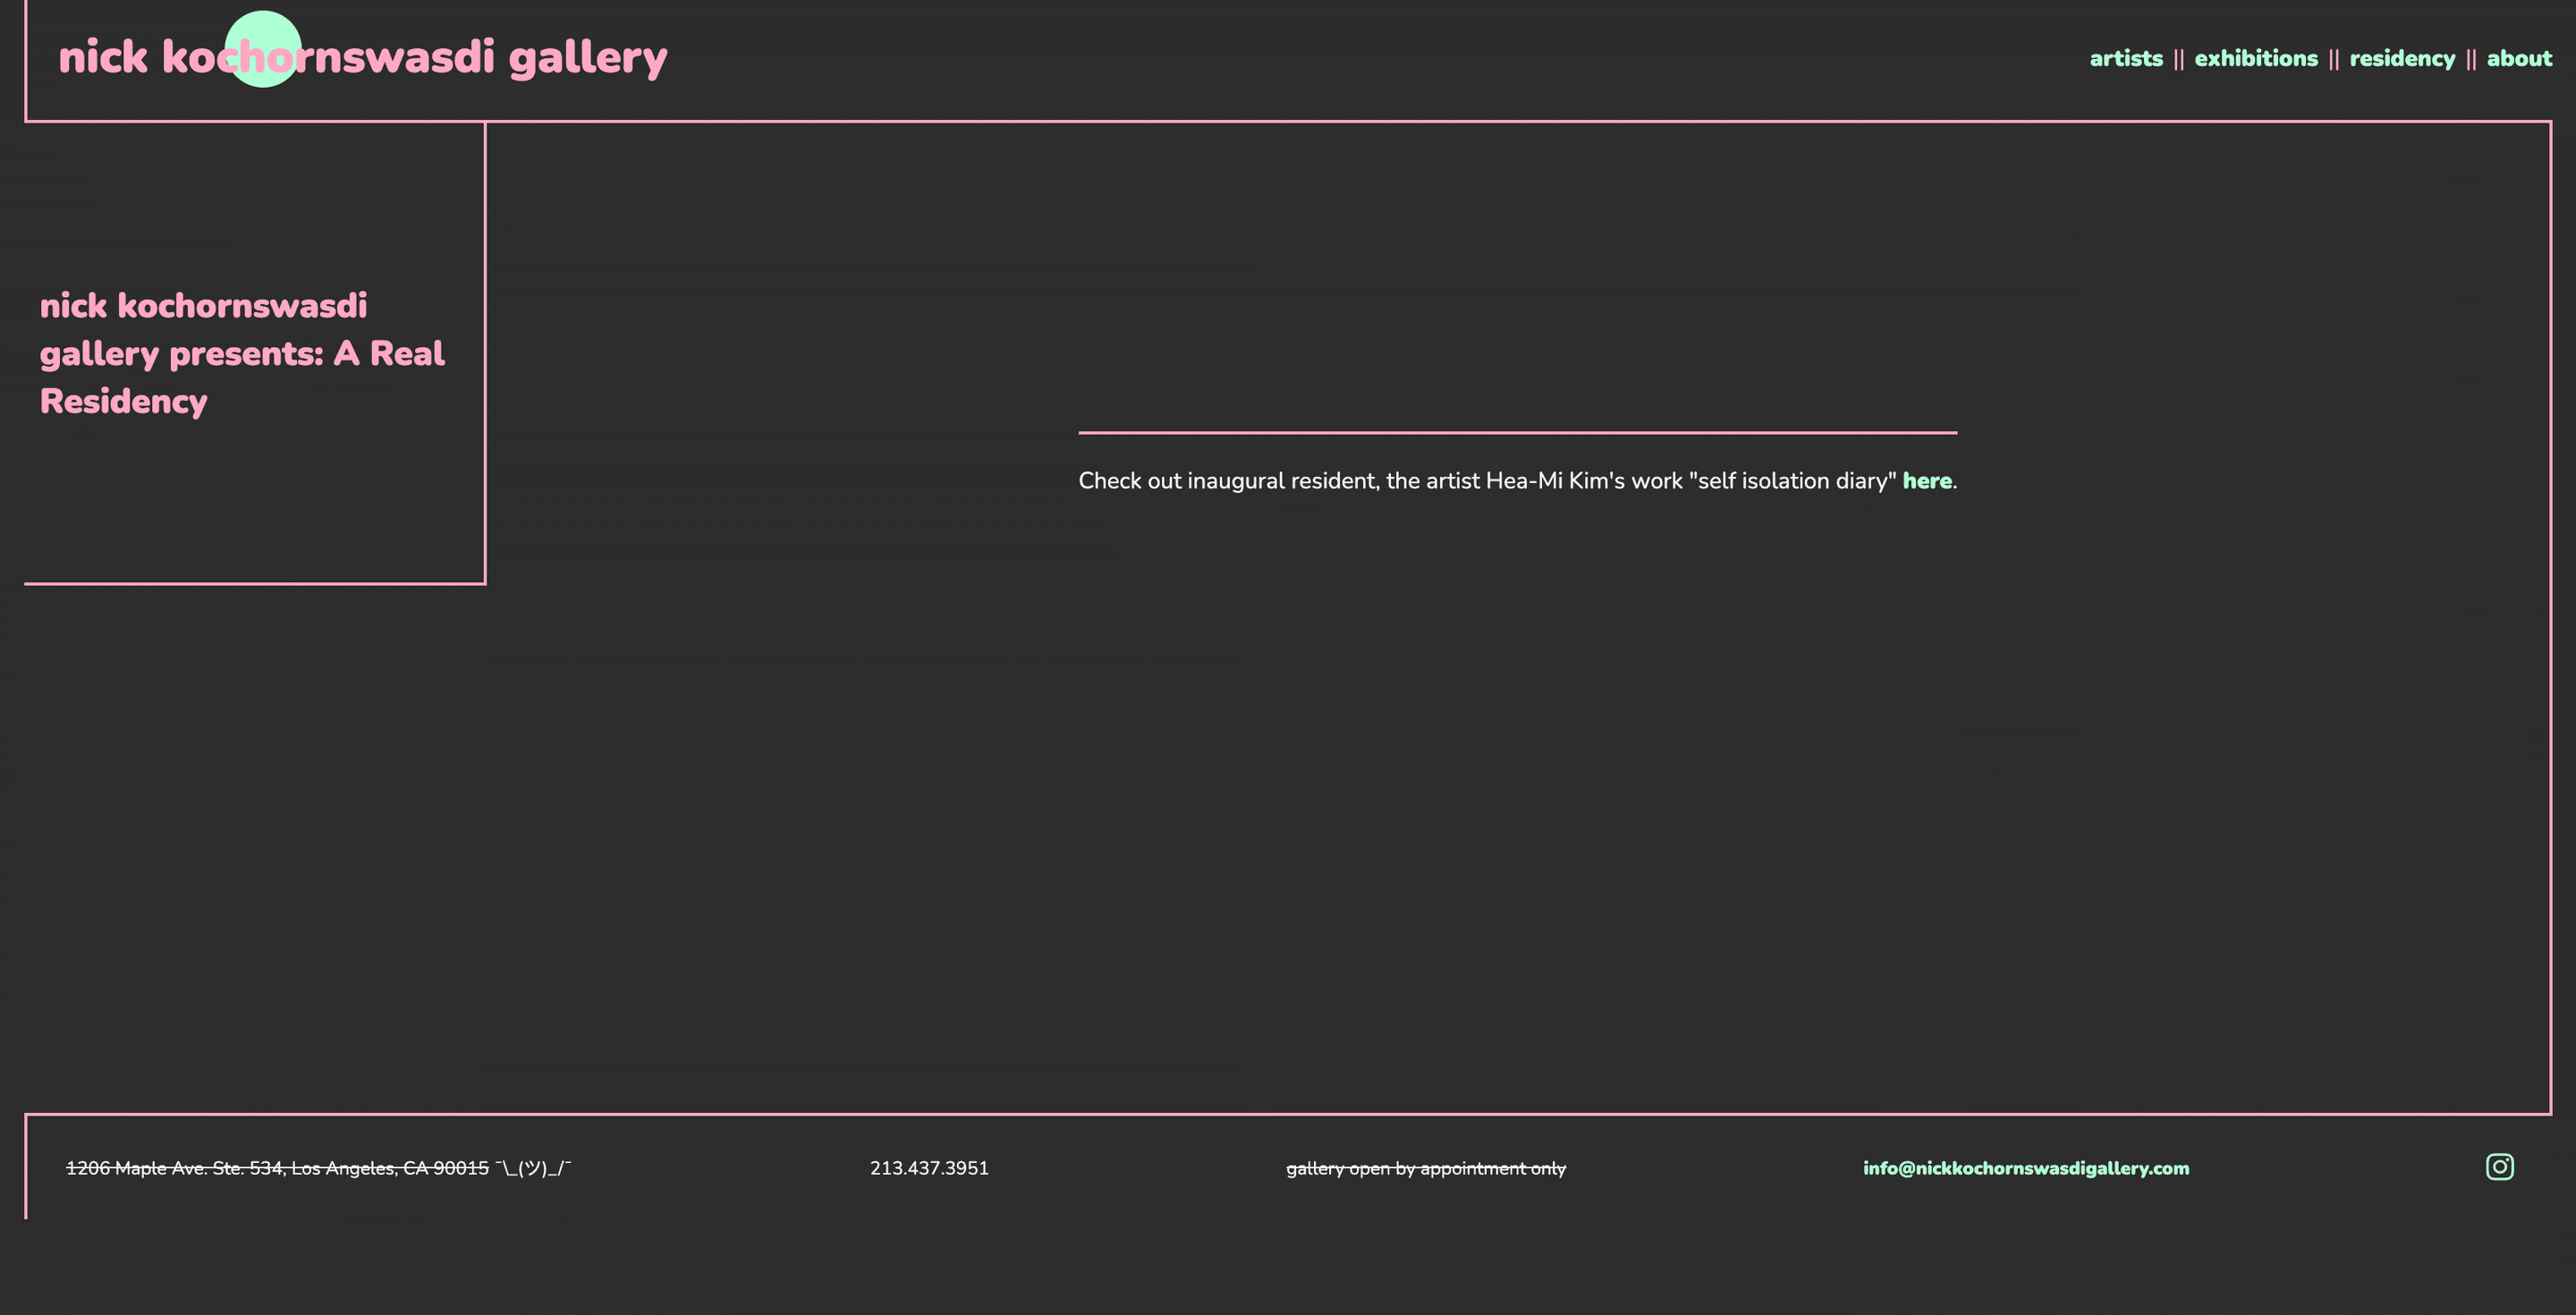 nick kochornswasdi gallery
artists || exhibitions || residency || about
nick kochornswasdi
gallery presents: A Real
Residency
Check out inaugural resident, the artist Hea-Mi Kim's work "self isolation diary" here.
1206 Maple Ave. Ste. 534, Los Angeles, CA 90015 ¯\_(ツ)_/¯
213.437.3951
gallery open by appointment only
info@nickkochornswasdigallery.com